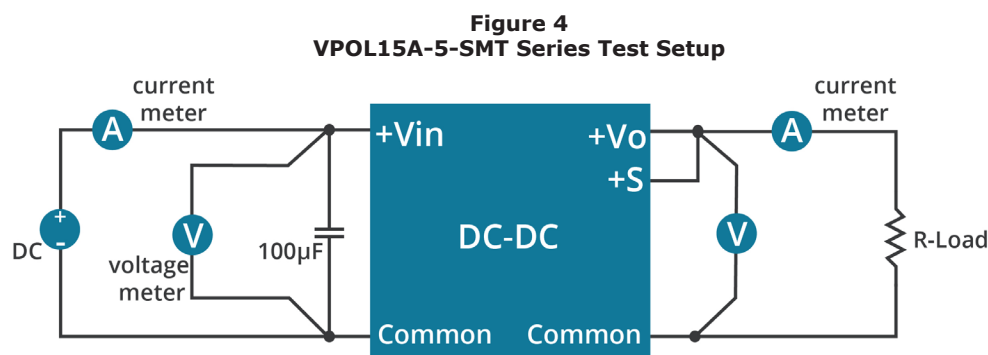 Figure 4
VPOL15A-5-SMT Series Test Setup
current
meter
A
+Vin
+Vo
+S
current
meter
A
+
-
DC
V
voltage
meter
100µF
DC-DC
V
R-Load
Common
Common